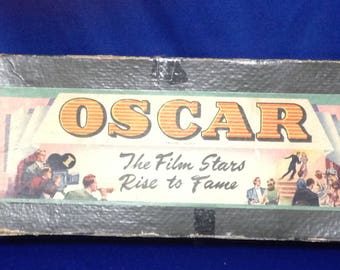 OSCAR
The Film Stars
Rise to Fame